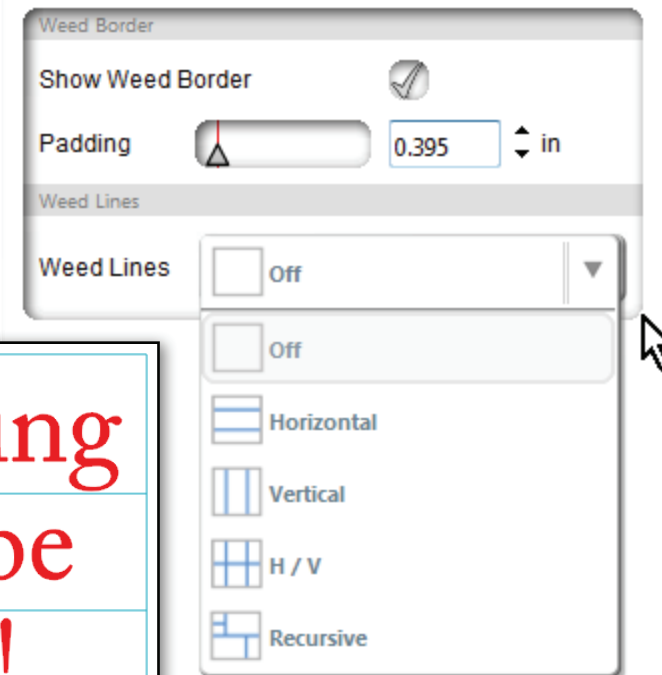 Weed Border
Show Weed Border
Padding 0.395 in
Weed Lines
Weed Lines Off
Off
Horizontal
Vertical
H / V
Recursive
ng
be
!